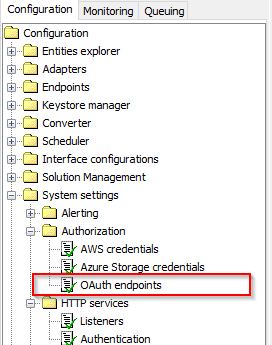 Configuration Monitoring Queuing
Configuration
Entities explorer
Adapters
Endpoints
Keystore manager
Converter
Scheduler
Interface configurations
Solution Management
System settings
Alerting
Authorization
AWS credentials
Azure Storage credentials
OAuth endpoints
HTTP services
Listeners
Authentication